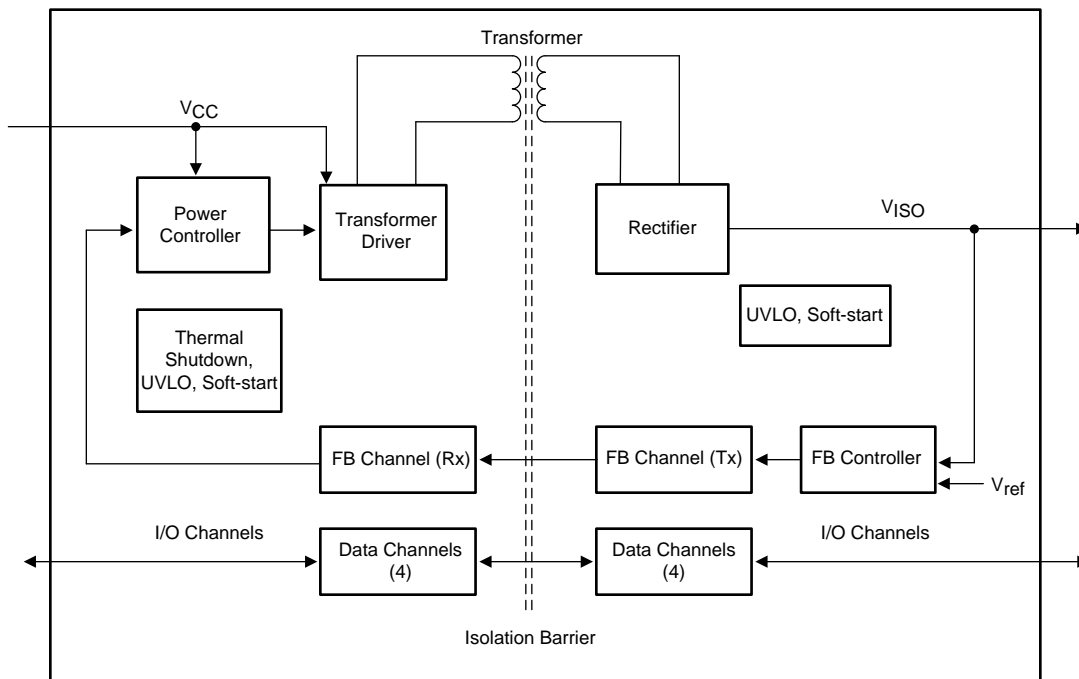 Transformer
VCC
Power
Controller
Transformer
Driver
Rectifier
VISO
Thermal
Shutdown,
UVLO, Soft-start
UVLO, Soft-start
FB Channel (Rx)
FB Channel (Tx)
FB Controller
Vref
I/O Channels
Data Channels
(4)
Data Channels
(4)
I/O Channels
Isolation Barrier